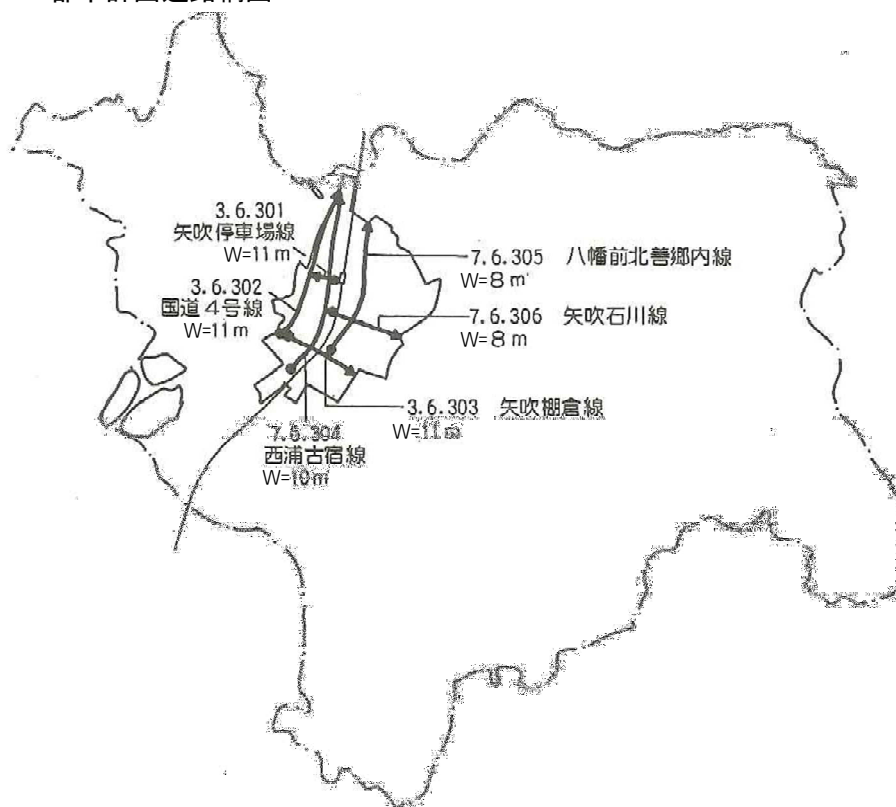 都市計画道路網図
3.6.301
矢吹停車場線
W=11m
3.6.302
国道4号線
W=11m
7.6.305 八幡前北善郷内線
W=8m
7.6.306 矢吹石川線
W=8m
3.6.303 矢吹棚倉線
W=11m
7.6.304
西浦古宿線
W=10m